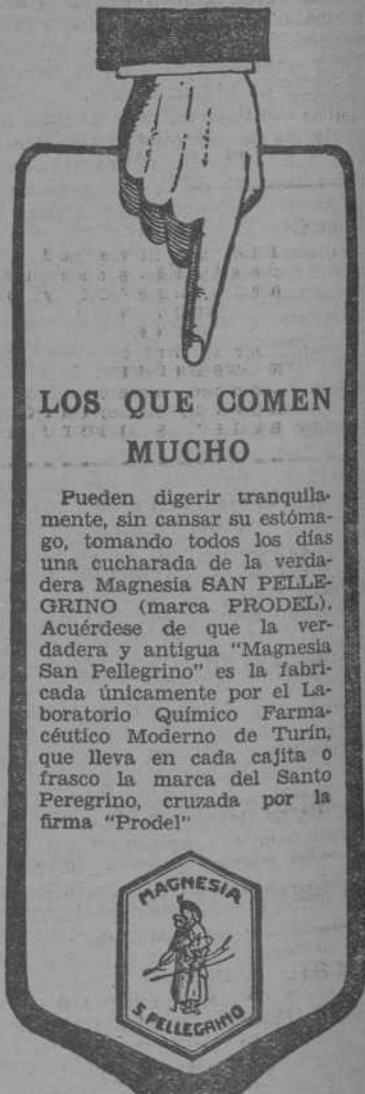 LOS QUE COMEN
MUCHO
Pueden digerir tranquila-
mente, sin cansar su estóma-
go, tomando todos los días
una cucharada de la verda-
dera Magnesia SAN PELLE-
GRINO (marca PRODEL).
Acuérdese de que la ver-
dadera y antigua "Magnesia
San Pellegrino" es la fabri-
cada únicamente por el La-
boratorio Químico Farma-
céutico Moderno de Turín,
que lleva en cada cajita o
frasco la marca del Santo
Peregrino, cruzada por la
firma "Prodel"
MAGNESIA
S. PELLEGRINO